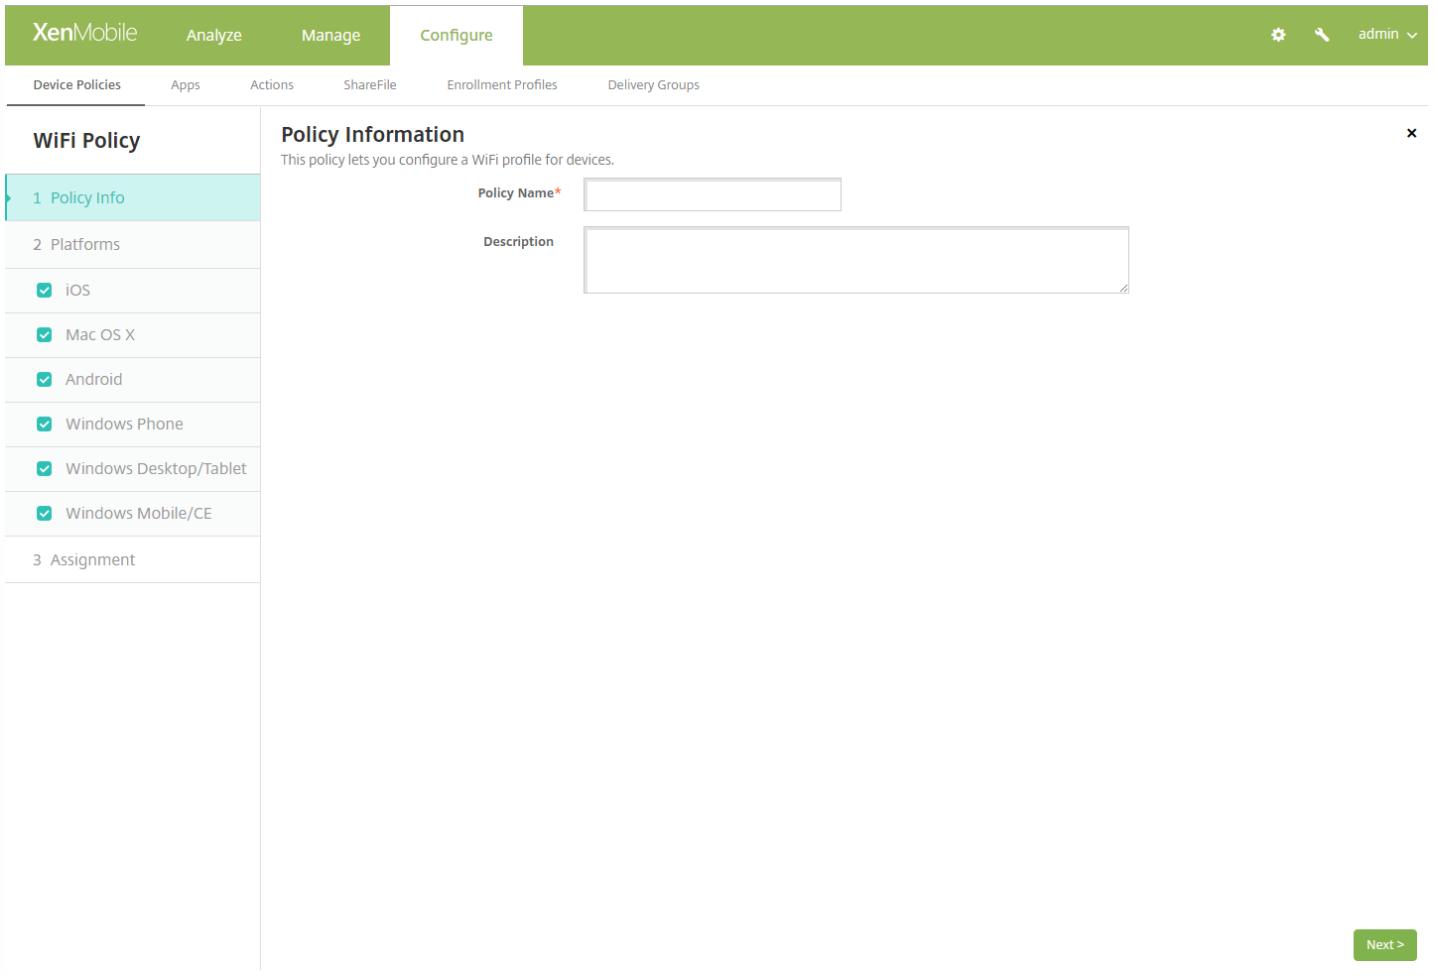 XenMobile Analyze Manage Configure admin
Device Policies Apps Actions ShareFile Enrollment Profiles Delivery Groups
WiFi Policy
1 Policy Info
2 Platforms
iOS
Mac OS X
Android
Windows Phone
Windows Desktop/Tablet
Windows Mobile/CE
3 Assignment
Policy Information
This policy lets you configure a WiFi profile for devices.
Policy Name*
Description
Next >